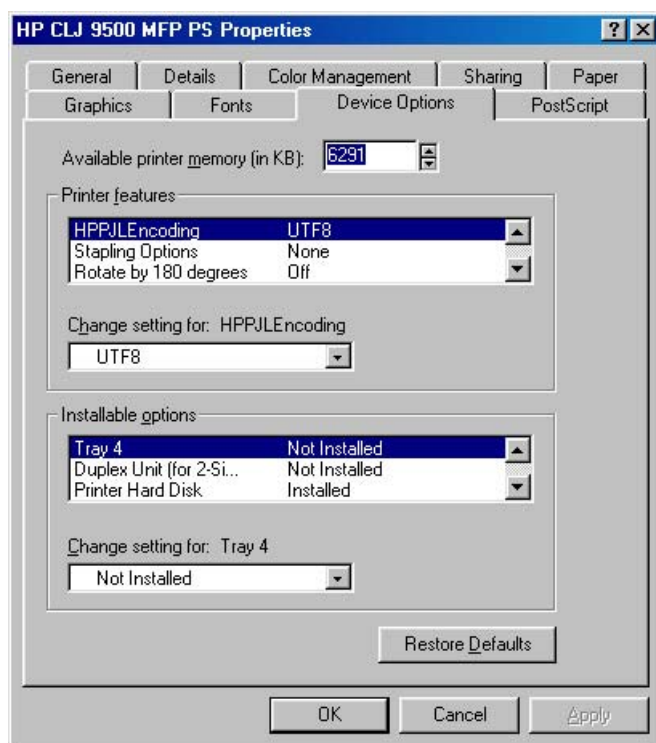 HP CLJ 9500 MFP PS Properties
General Details Color Management Sharing Paper
Graphics Fonts Device Options PostScript
Available printer memory (in KB): 6291
Printer features
HPPJLEncoding UTF8
Stapling Options None
Rotate by 180 degrees Off
Change setting for: HPPJLEncoding
UTF8
Installable options
Tray 4 Not Installed
Duplex Unit (for 2-Si... Not Installed
Printer Hard Disk Installed
Change setting for: Tray 4
Not Installed
Restore Defaults
OK Cancel Apply